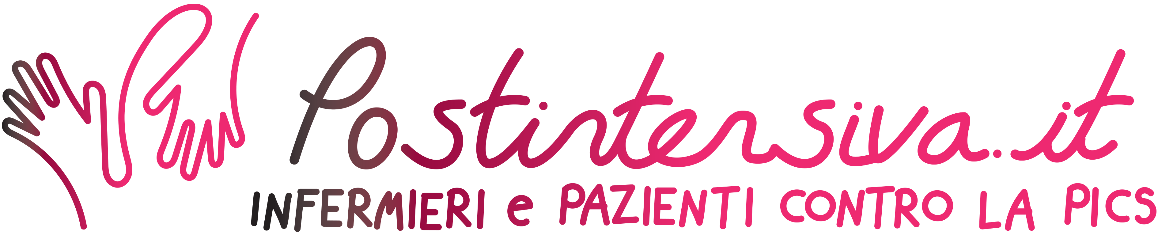 Postintensiva.it
INFERMIERI e PAZIENTI CONTRO LA PICS